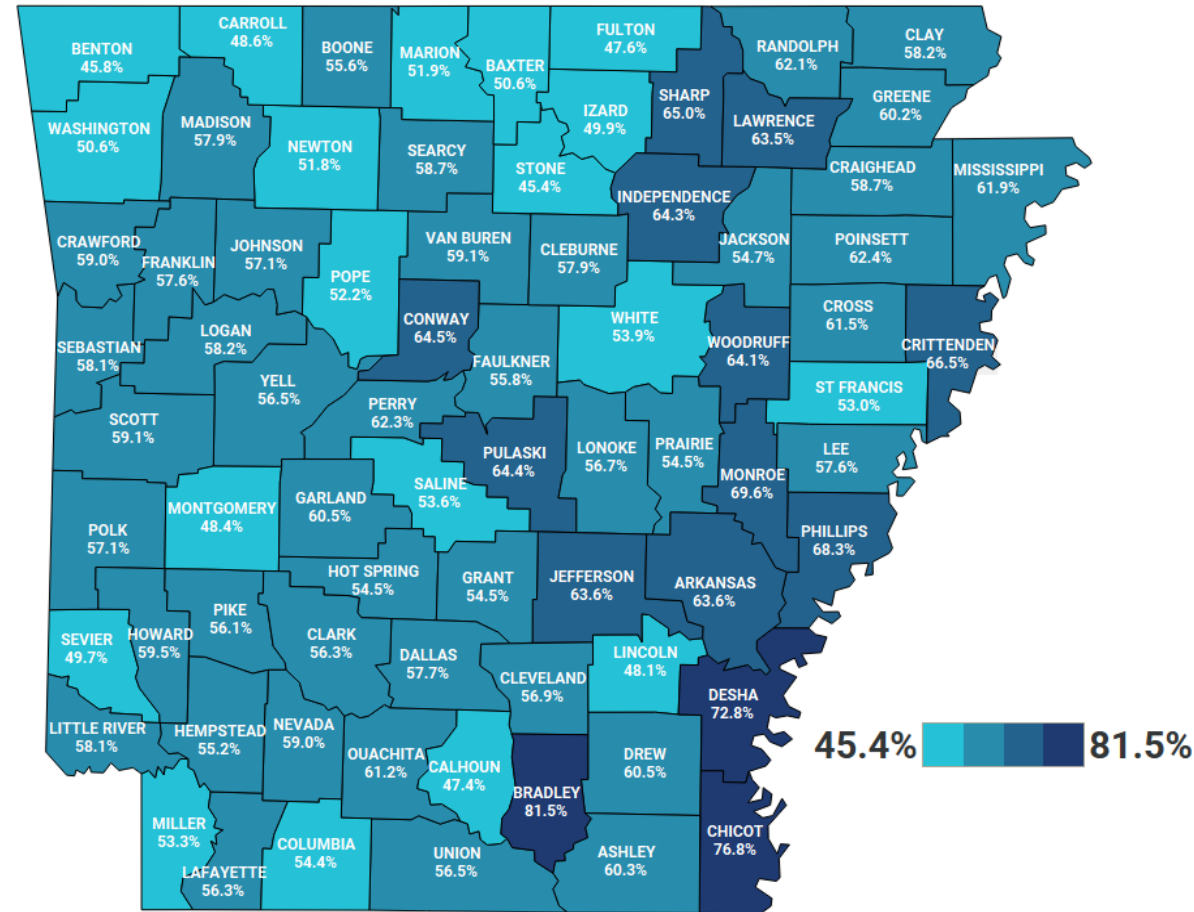 BENTON
45.8%
CARROLL
48.6%
BOONE
55.6%
MARION
51.9%
BAXTER
50.6%
FULTON
47.6%
RANDOLPH
62.1%
CLAY
58.2%
IZARD
49.9%
SHARP
65.0%
LAWRENCE
63.5%
GREENE
60.2%
WASHINGTON
50.6%
MADISON
57.9%
NEWTON
51.8%
SEARCY
58.7%
STONE
45.4%
INDEPENDENCE
64.3%
CRAIGHEAD
58.7%
MISSISSIPPI
61.9%
CRAWFORD
59.0%
FRANKLIN
57.6%
JOHNSON
57.1%
POPE
52.2%
VAN BUREN
59.1%
CLEBURNE
57.9%
JACKSON
54.7%
POINSETT
62.4%
SEBASTIAN
58.1%
LOGAN
58.2%
CONWAY
64.5%
FAULKNER
55.8%
WHITE
53.9%
WOODRUFF
64.1%
CROSS
61.5%
CRITTENDEN
66.5%
SCOTT
59.1%
YELL
56.5%
PERRY
62.3%
ST FRANCIS
53.0%
PULASKI
64.4%
LONOKE
56.7%
PRAIRIE
54.5%
MONROE
69.6%
LEE
57.6%
POLK
57.1%
MONTGOMERY
48.4%
GARLAND
60.5%
SALINE
53.6%
PHILLIPS
68.3%
HOT SPRING
54.5%
GRANT
54.5%
JEFFERSON
63.6%
ARKANSAS
63.6%
SEVIER
49.7%
HOWARD
59.5%
PIKE
56.1%
CLARK
56.3%
DALLAS
57.7%
CLEVELAND
56.9%
LINCOLN
48.1%
DESHA
72.8%
LITTLE RIVER
58.1%
HEMPSTEAD
55.2%
NEVADA
59.0%
OUACHITA
61.2%
CALHOUN
47.4%
BRADLEY
81.5%
DREW
60.5%
45.4%
81.5%
MILLER
53.3%
LAFAYETTE
56.3%
COLUMBIA
54.4%
UNION
56.5%
ASHLEY
60.3%
CHICOT
76.8%